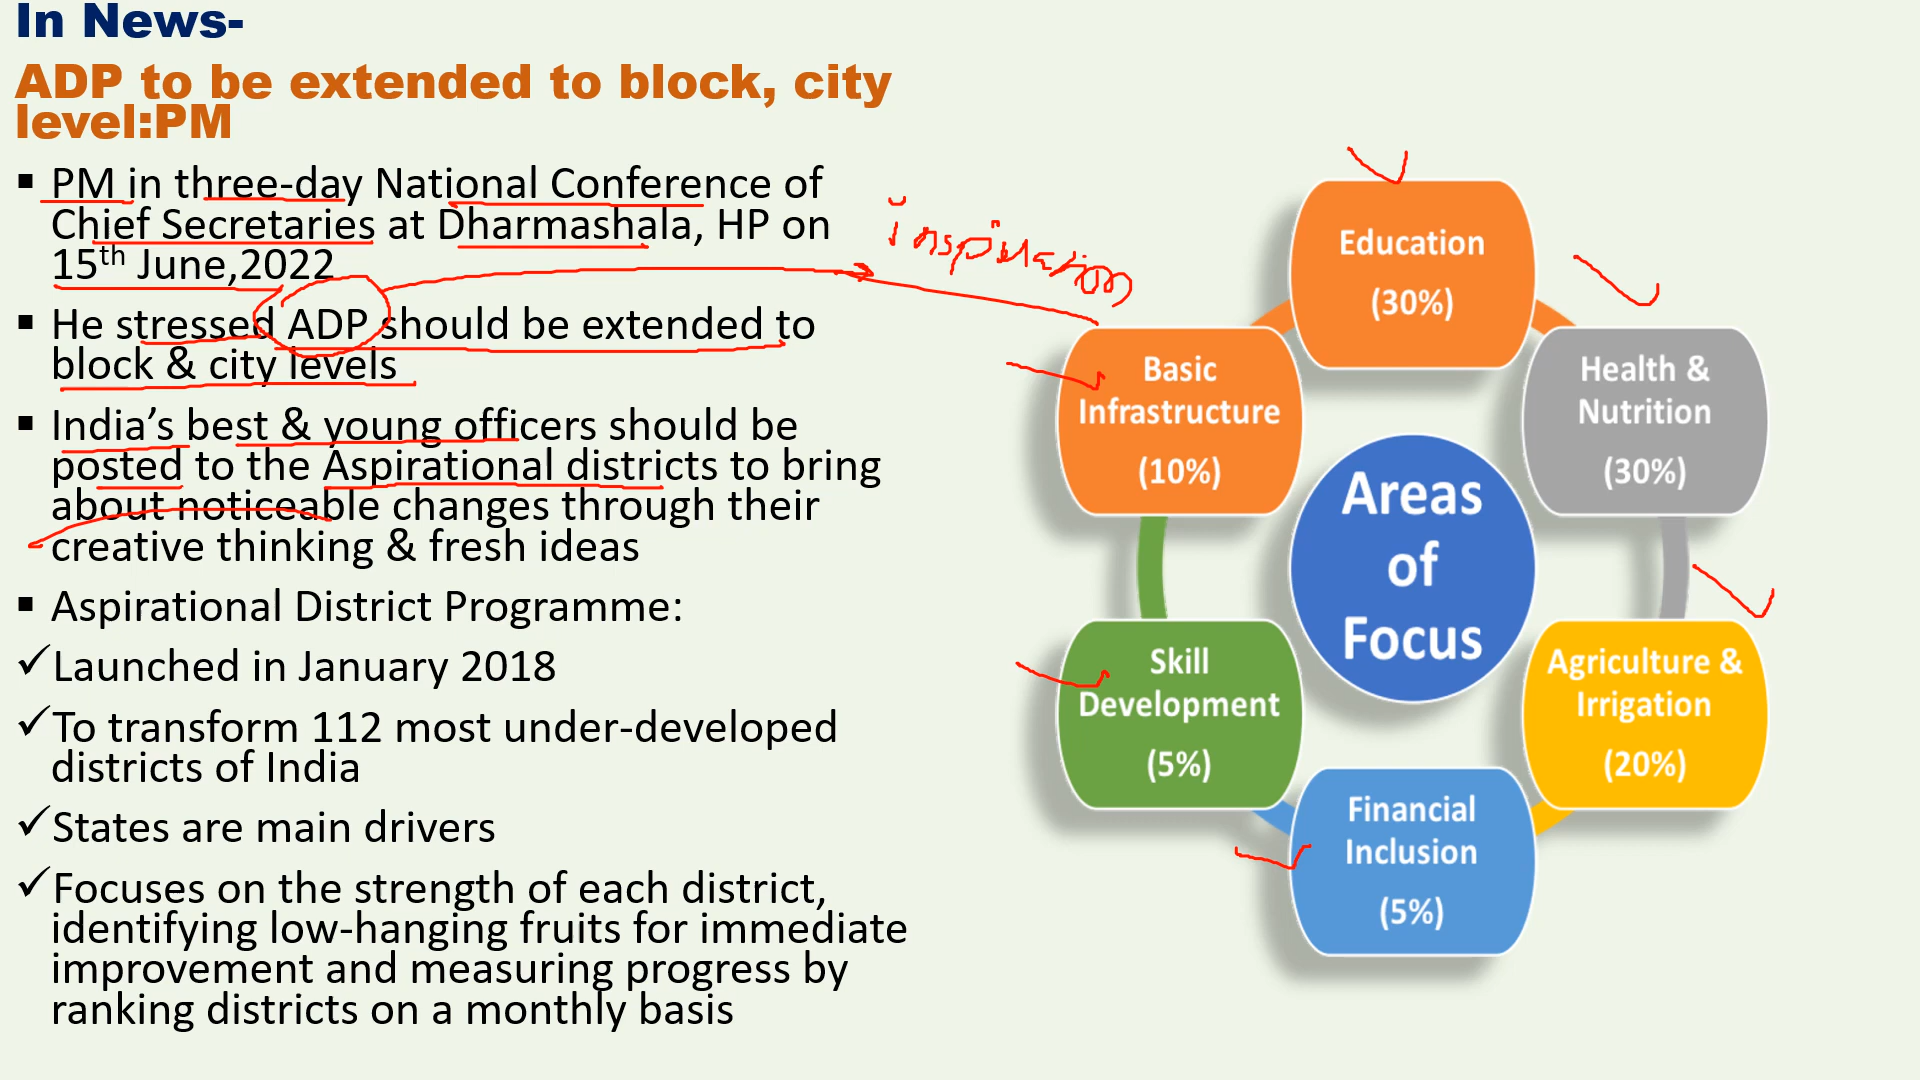 In News-
ADP to be extended to block, city
level:PM
▪ PM in three-day National Conference of
Chief Secretaries at Dharmashala, HP on
15th June,2022
▪ He stressed ADP should be extended to
block & city levels
▪ India’s best & young officers should be
posted to the Aspirational districts to bring
about noticeable changes through their
creative thinking & fresh ideas
▪ Aspirational District Programme:
✓Launched in January 2018
✓To transform 112 most under-developed
districts of India
✓States are main drivers
✓Focuses on the strength of each district,
identifying low-hanging fruits for immediate
improvement and measuring progress by
ranking districts on a monthly basis
Education
(30%)
Health &
Nutrition
(30%)
Agriculture &
Irrigation
(20%)
Financial
Inclusion
(5%)
Skill
Development
(5%)
Basic
Infrastructure
(10%)
Areas
of
Focus